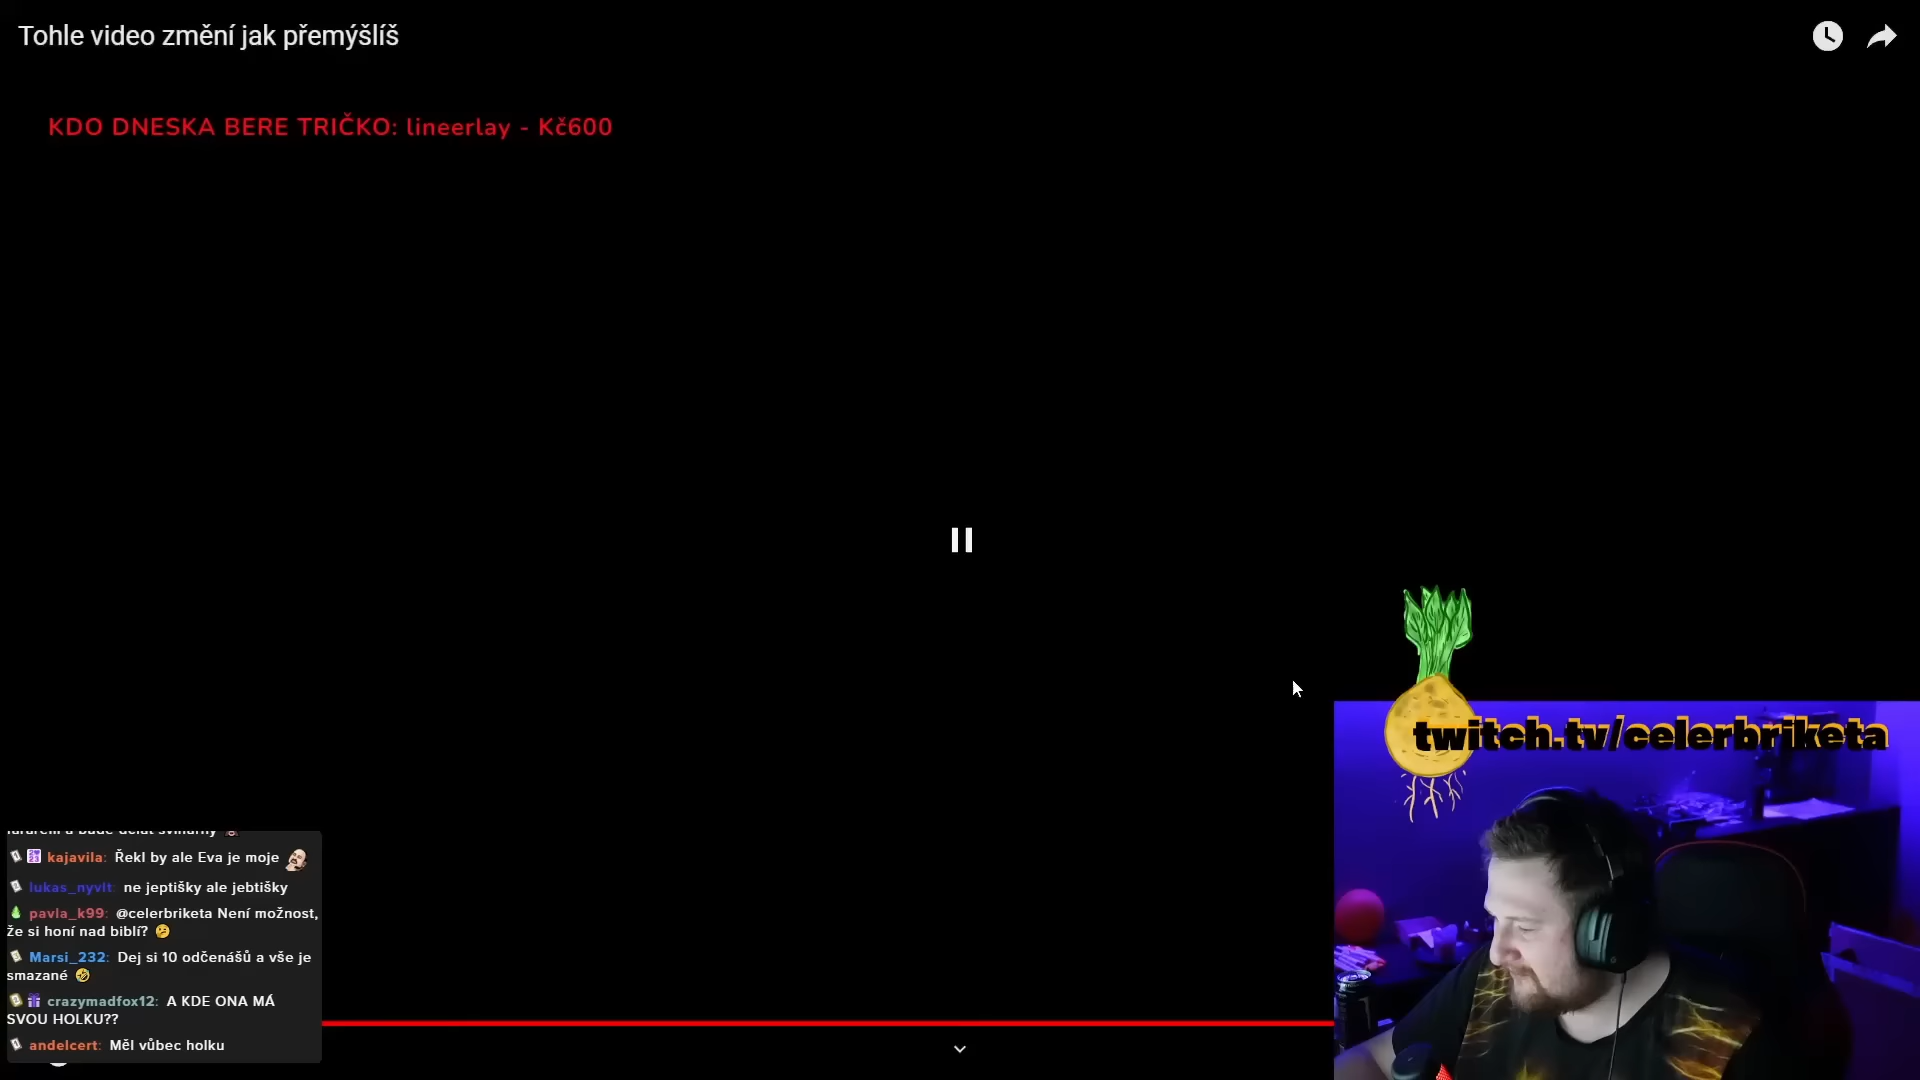 Tohle video změní jak přemýšlíš
KDO DNESKA BERE TRIČKO: lineerlay - Kč600
twitch.tv/celerbriketa
kajavila: Řekl by ale Eva je moje
lukas_nyvlt: ne jeptišky ale jebtišky
pavla_k99: @celerbriketa Není možnost,
že si honí nad biblí?
Marsi_232: Dej si 10 odčenášů a vše je
smazané
crazymadfox12: A KDE ONA MÁ
SVOU HOLKU??
andelcert: Měl vůbec holku